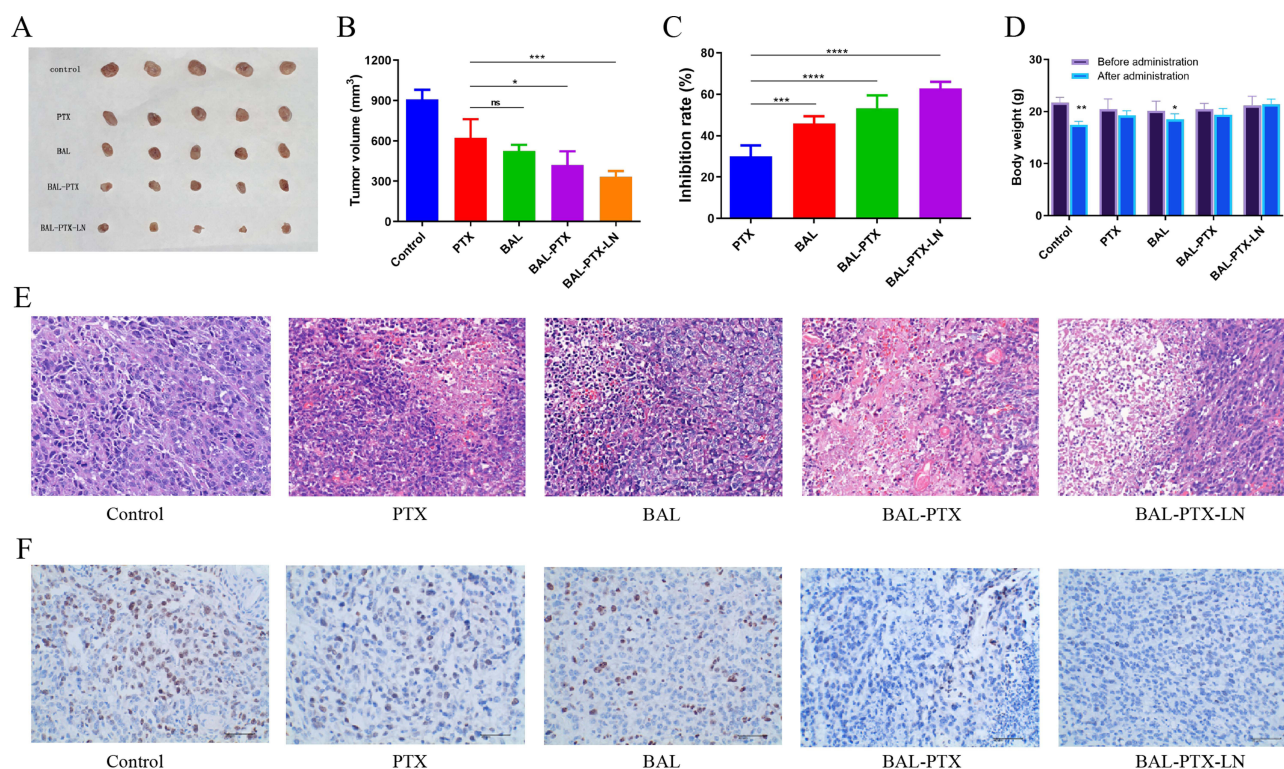 A
control
PTX
BAL
BAL-PTX
BAL-PTX-LN
B
Tumor volume (mm³)
1200
900
600
300
0
***
*
ns
Control
PTX
BAL
BAL-PTX
BAL-PTX-LN
C
Inhibition rate (%)
80
60
40
20
0
****
****
***
PTX
BAL
BAL-PTX
BAL-PTX-LN
D
Before administration
After administration
Body weight (g)
30
20
10
0
**
*
Control
PTX
BAL
BAL-PTX
BAL-PTX-LN
E
Control
PTX
BAL
BAL-PTX
BAL-PTX-LN
F
Control
PTX
BAL
BAL-PTX
BAL-PTX-LN